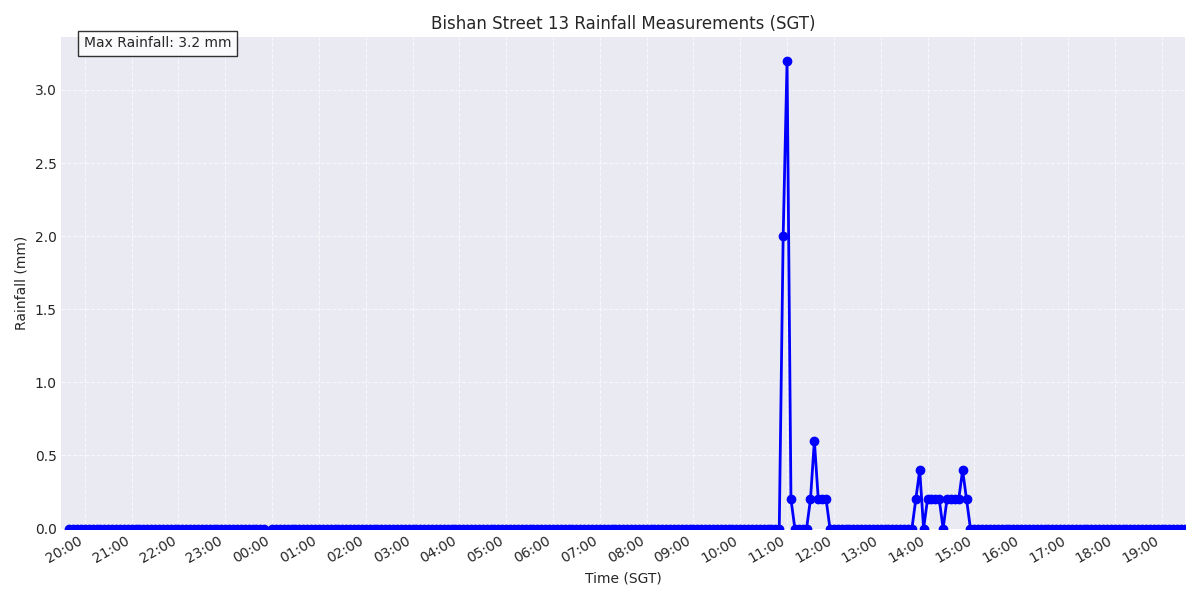 Bishan Street 13 Rainfall Measurements (SGT)
Max Rainfall: 3.2 mm
3.0
2.5
2.0
1.5
1.0
0.5
0.0
Rainfall (mm)
20:00 21:00 22:00 23:00 00:00 01:00 02:00 03:00 04:00 05:00 06:00 07:00 08:00 09:00 10:00 11:00 12:00 13:00 14:00 15:00 16:00 17:00 18:00 19:00
Time (SGT)